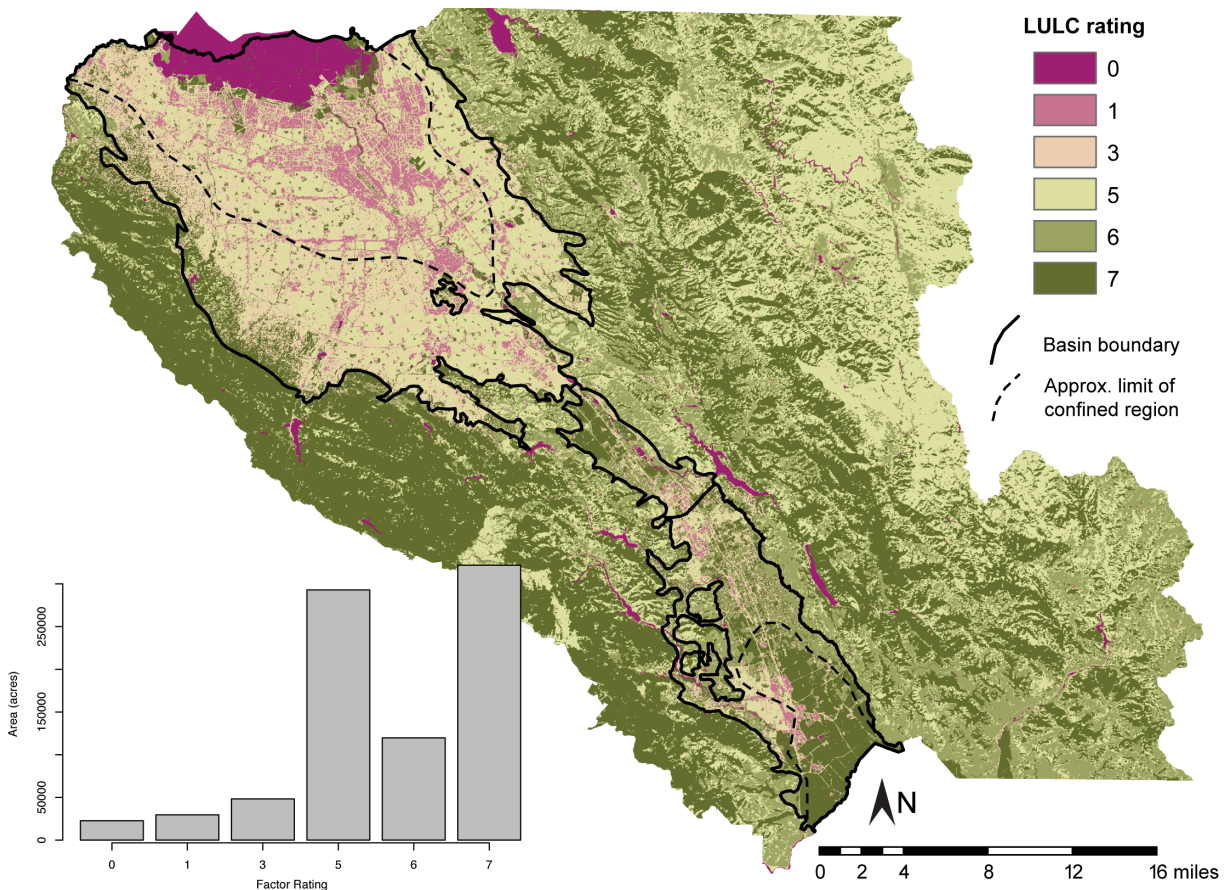 LULC rating
0
1
3
5
6
7
Basin boundary
Approx. limit of
confined region
Area (acres)
250000
150000
50000
0
0 1 3 5 6 7
Factor Rating
N
0 2 4 8 12 16 miles